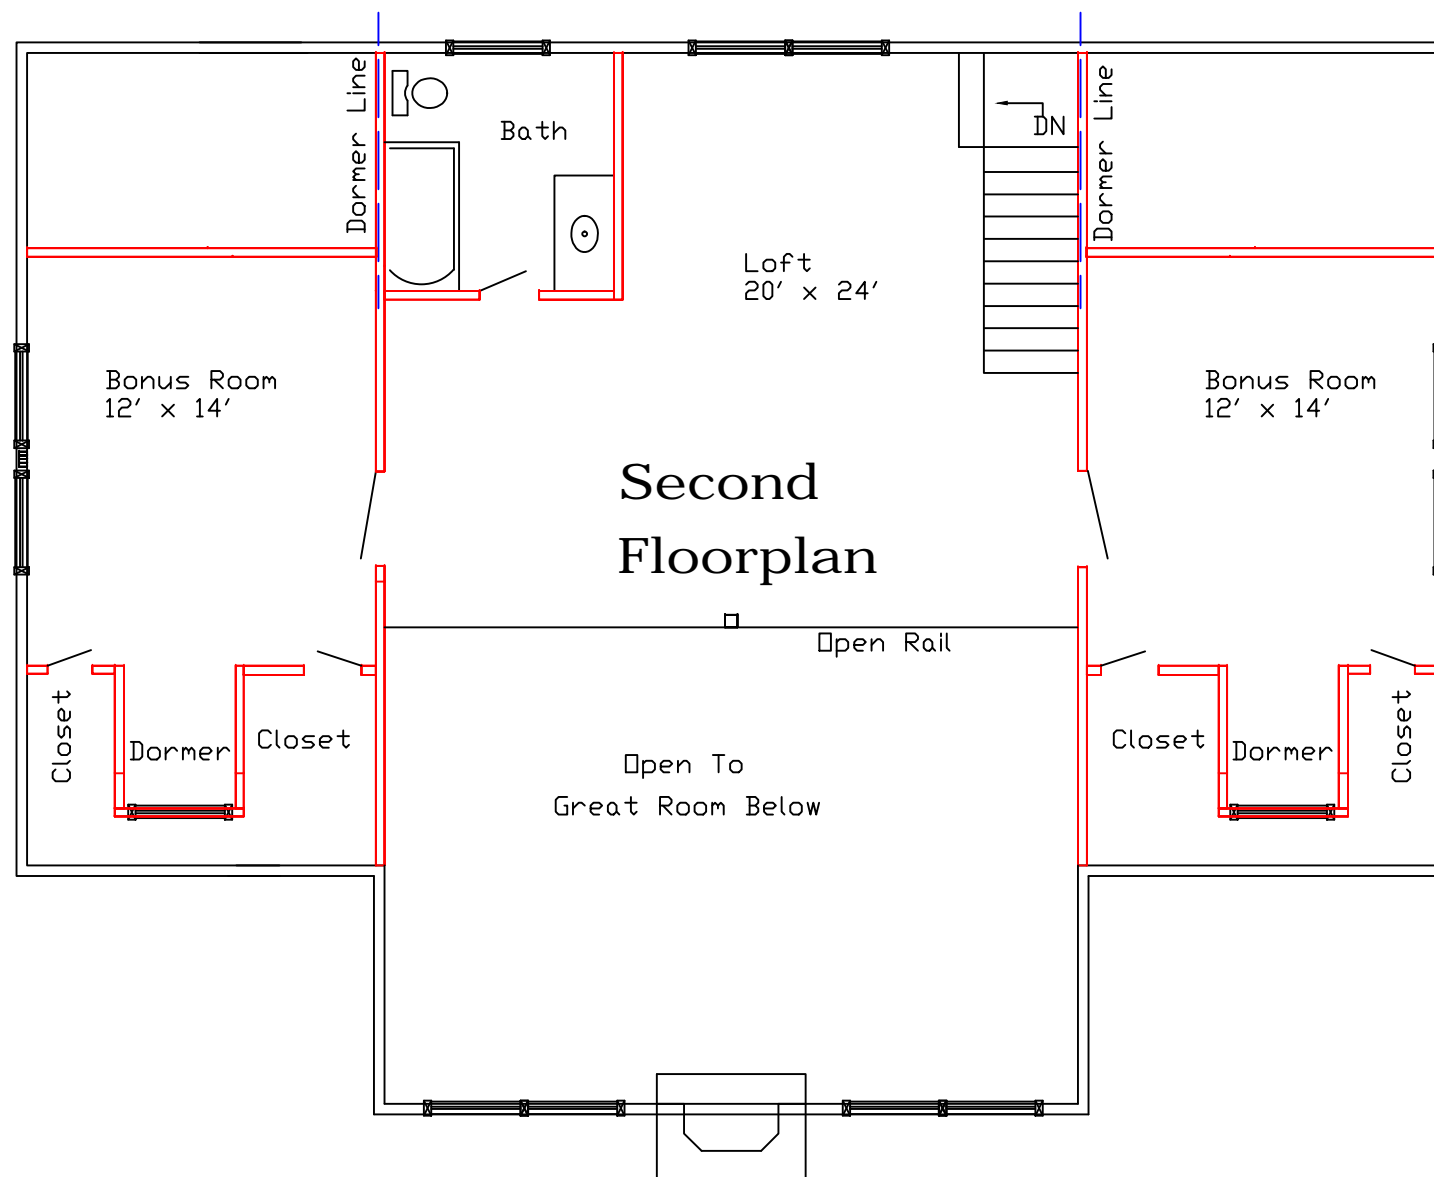 Dormer Line
Bath
DN
Dormer Line
Loft
20' x 24'
Bonus Room
12' x 14'
Bonus Room
12' x 14'
Second
Floorplan
Open Rail
Closet
Dormer
Closet
Open To
Great Room Below
Closet
Dormer
Closet